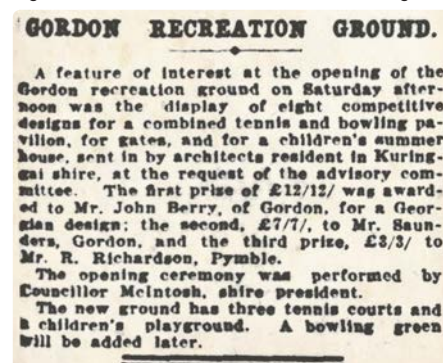 GORDON RECREATION GROUND.
A feature of interest at the opening of the
Gordon recreation ground on Saturday after-
noon was the display of eight competitive
designs for a combined tennis and bowling pa-
vilion, for gates, and for a children's summer
house, sent in by architects resident in Kuring-
gai shire, at the request of the advisory com-
mittee. The first prize of £12/12/ was award-
ed to Mr. John Berry, of Gordon, for a Geor-
gian design; the second, £7/7/, to Mr. Saun-
ders, Gordon, and the third prize, £3/3/ to
Mr. R. Richardson, Pymble.
The opening ceremony was performed by
Councillor McIntosh, shire president.
The new ground has three tennis courts and
a children's playground. A bowling green
will be added later.